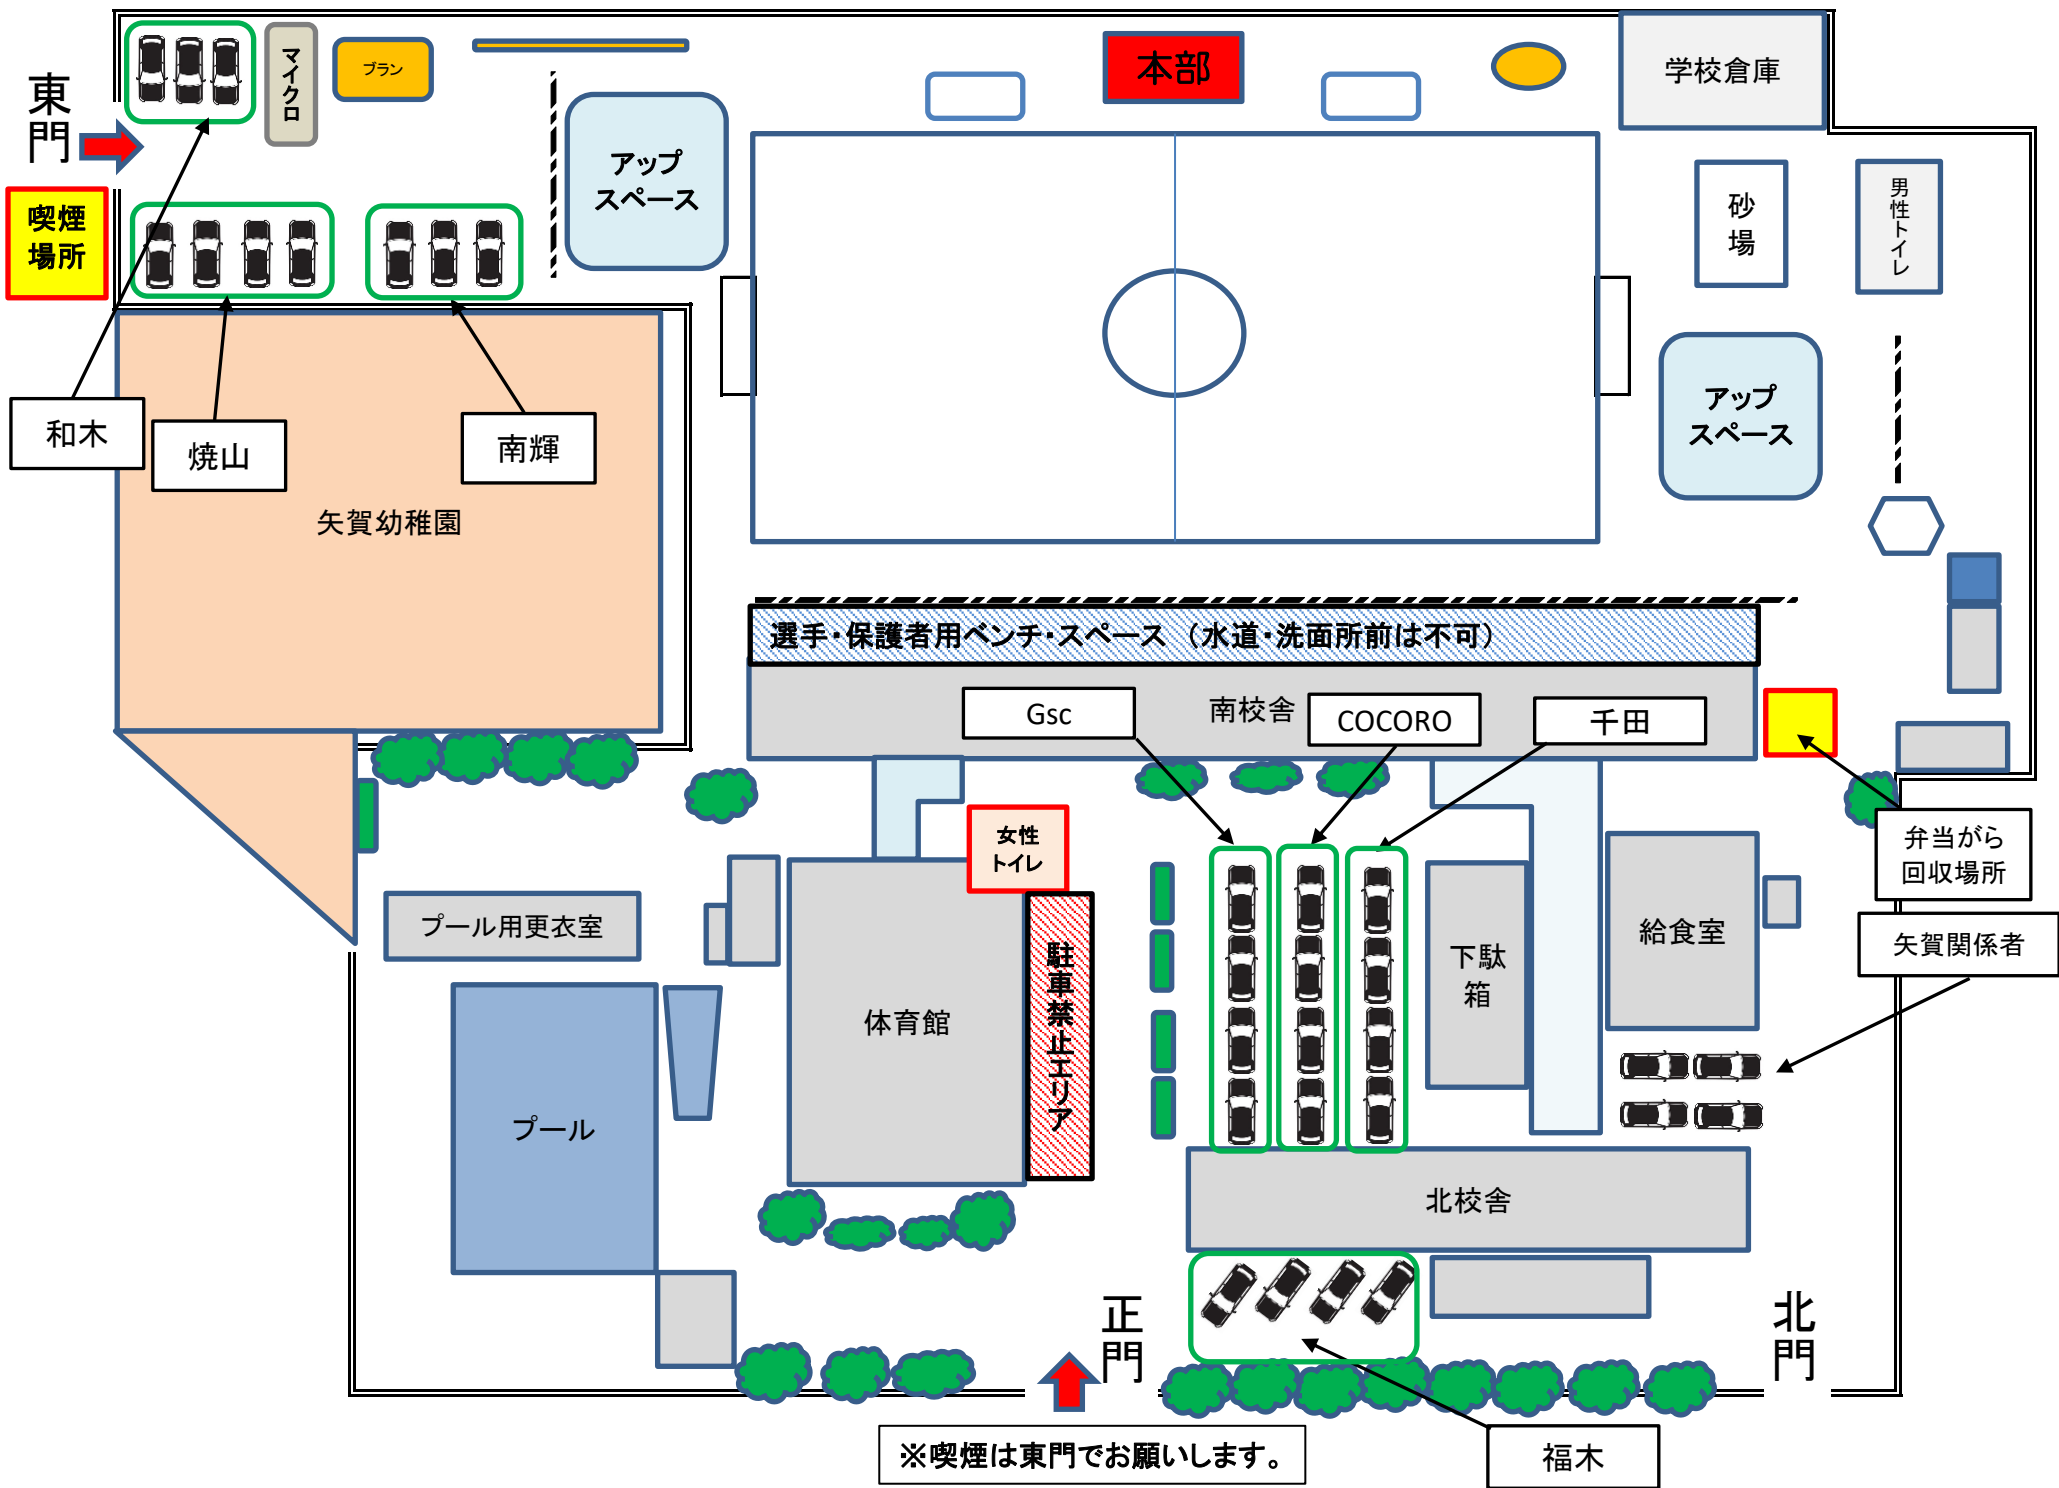 東門
マイクロ
ブラン
本部
学校倉庫
喫煙
場所
アップ
スペース
砂
場
男性トイレ
アップ
スペース
和木
焼山
南輝
矢賀幼稚園
選手・保護者用ベンチ・スペース （水道・洗面所前は不可）
Gsc
南校舎
COCORO
千田
女性
トイレ
弁当がら
回収場所
プール用更衣室
給食室
矢賀関係者
駐車禁止エリア
下駄
箱
体育館
プール
北校舎
正門
北門
※喫煙は東門でお願いします。
福木